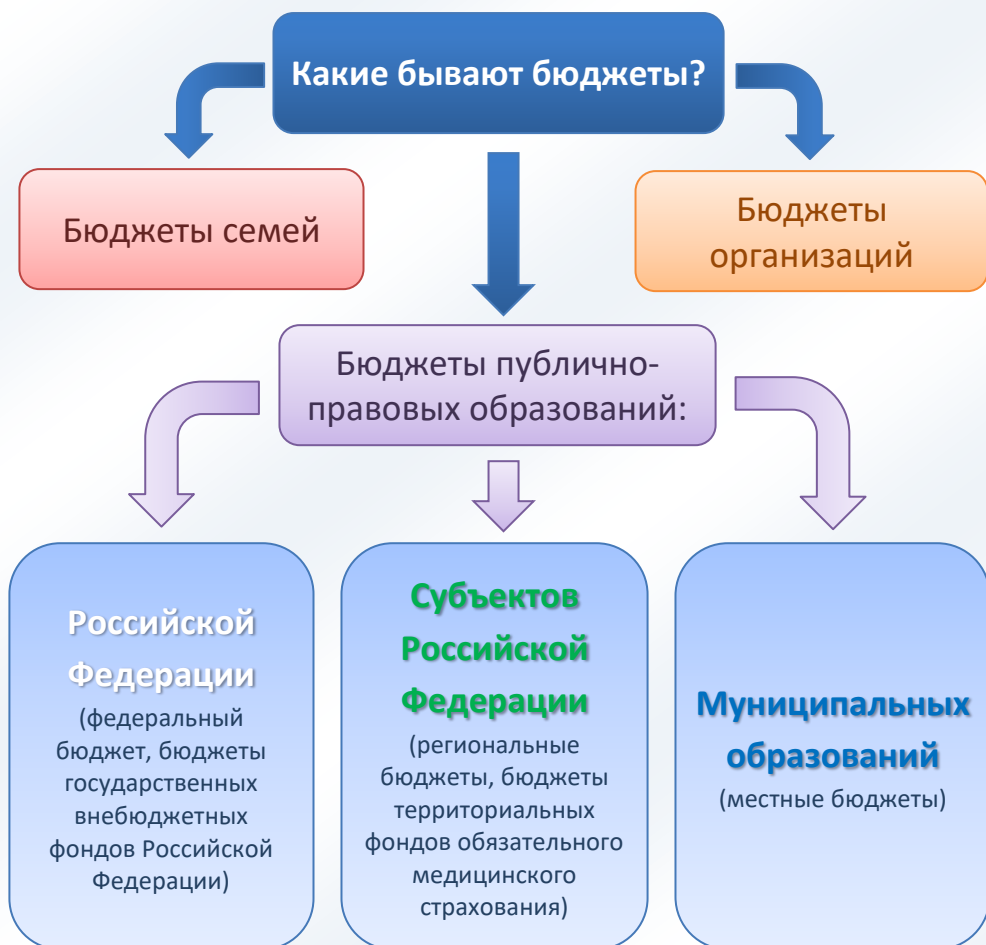 Какие бывают бюджеты?
Бюджеты семей
Бюджеты
организаций
Бюджеты публично-
правовых образований:
Российской
Федерации
(федеральный
бюджет, бюджеты
государственных
внебюджетных
фондов Российской
Федерации)
Субъектов
Российской
Федерации
(региональные
бюджеты, бюджеты
территориальных
фондов обязательного
медицинского
страхования)
Муниципальных
образований
(местные бюджеты)